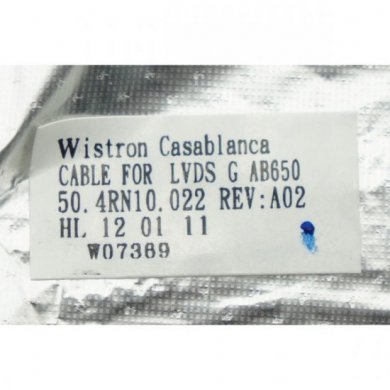 Wistron Casablanca
CABLE FOR LVDS G AB650
50.4RN10.022 REV:A02
HL 12 01 11
W07369